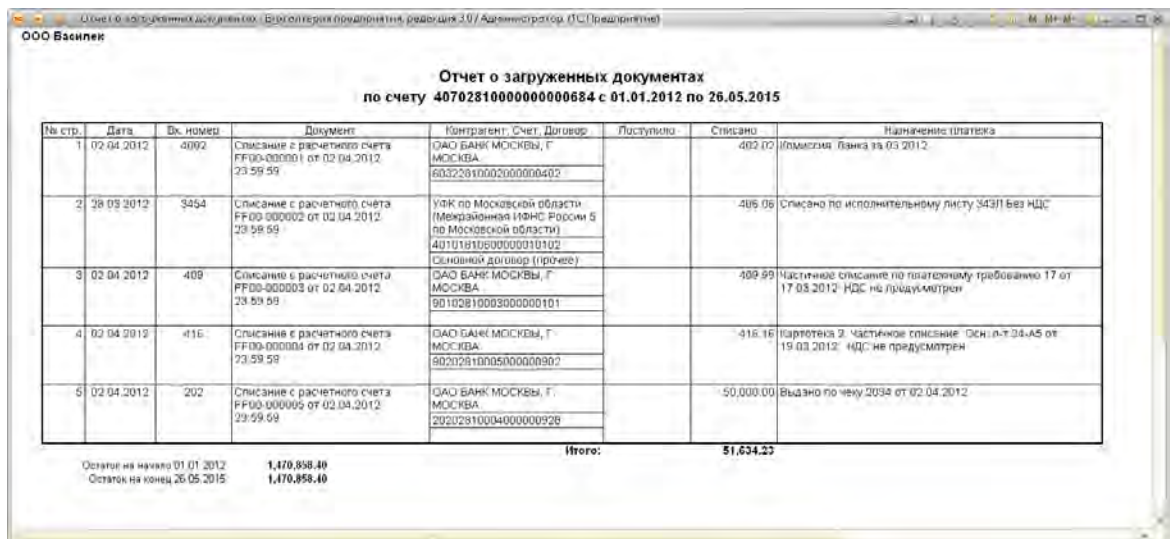 Отчет о загруженных документах / Бухгалтерия предприятия, редакция 3.0 / Администратор (1С:Предприятие)
M M+ M-
ООО Василек
Отчет о загруженных документах
по счету 40702810000000000684 с 01.01.2012 по 26.05.2015
№ стр. Дата Вх. номер Документ Контрагент, Счет, Договор Поступило Списано Назначение платежа
1 02.04.2012 4092 Списание с расчетного счета ОАО БАНК МОСКВЫ, Г. 402.02 Комиссия банка за 03.2012
FF00-000001 от 02.04.2012 МОСКВА
23:59:59 60322810002000000402
2 28.03.2012 3454 Списание с расчетного счета УФК по Московской области 406.06 Списано по исполнительному листу 34ЭЛ Без НДС
FF00-000002 от 02.04.2012 (Межрайонная ИФНС России 5
23:59:59 по Московской области)
40101810600000010102
Основной договор (прочее)
3 02.04.2012 409 Списание с расчетного счета ОАО БАНК МОСКВЫ, Г. 409.99 Частичное списание по платежному требованию 17 от
FF00-000003 от 02.04.2012 МОСКВА 17.03.2012 НДС не предусмотрен
23:59:59 90102810003000000101
4 02.04.2012 416 Списание с расчетного счета ОАО БАНК МОСКВЫ, Г. 416.16 Картотека 2. Частичное списание. Осн: п-т 34-А5 от
FF00-000004 от 02.04.2012 МОСКВА 19.03.2012 НДС не предусмотрен
23:59:59 90202810005000000902
5 02.04.2012 202 Списание с расчетного счета ОАО БАНК МОСКВЫ, Г. 50,000.00 Выдано по чеку 2094 от 02.04.2012
FF00-000005 от 02.04.2012 МОСКВА
23:59:59 20202810004000000928
Итого: 51,634.23
Остаток на начало 01.01.2012 1,470,858.40
Остаток на конец 26.05.2015 1,470,858.40